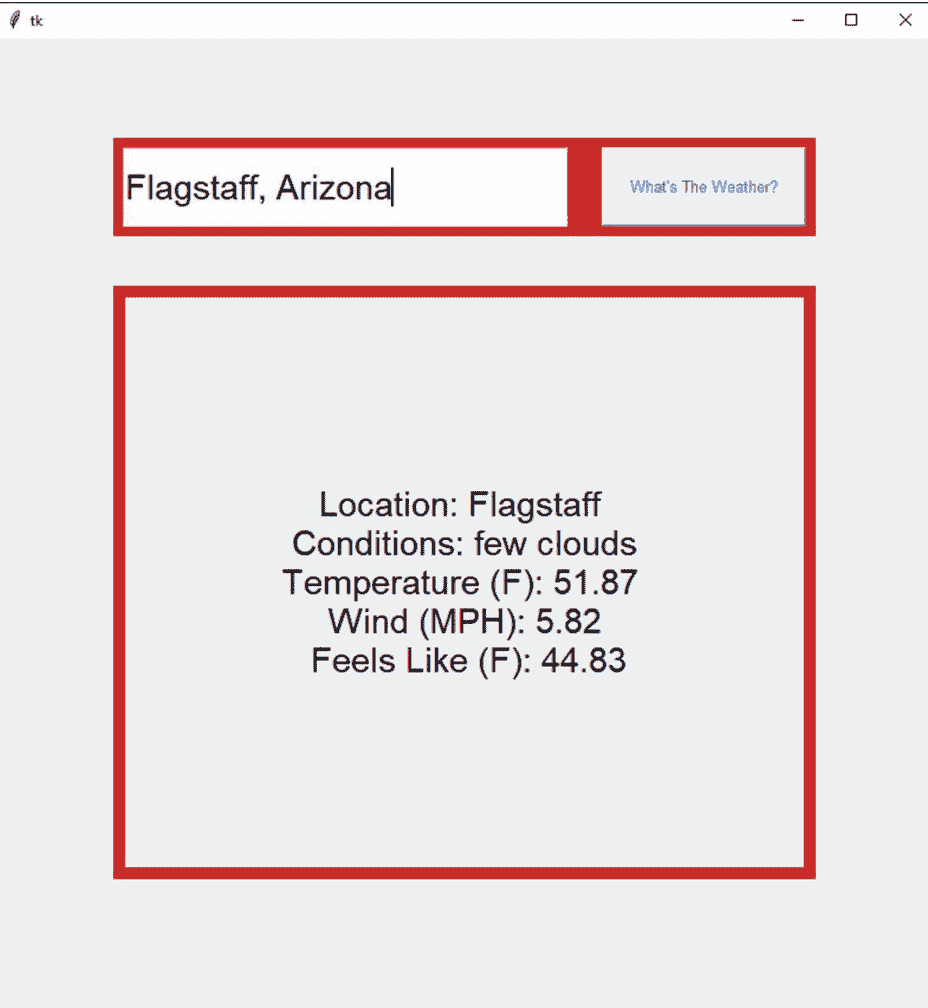 tk
Flagstaff, Arizona
What's The Weather?
Location: Flagstaff
Conditions: few clouds
Temperature (F): 51.87
Wind (MPH): 5.82
Feels Like (F): 44.83